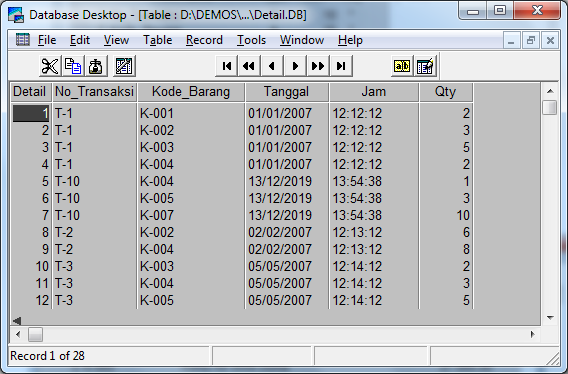 Database Desktop - [Table : D:\DEMOS\...\Detail.DB]
File Edit View Table Record Tools Window Help
Detail No_Transaksi Kode_Barang Tanggal Jam Qty
1 T-1 K-001 01/01/2007 12:12:12 2
2 T-1 K-002 01/01/2007 12:12:12 3
3 T-1 K-003 01/01/2007 12:12:12 5
4 T-1 K-004 01/01/2007 12:12:12 2
5 T-10 K-004 13/12/2019 13:54:38 1
6 T-10 K-005 13/12/2019 13:54:38 3
7 T-10 K-007 13/12/2019 13:54:38 10
8 T-2 K-002 02/02/2007 12:13:12 6
9 T-2 K-004 02/02/2007 12:13:12 8
10 T-3 K-003 05/05/2007 12:14:12 2
11 T-3 K-004 05/05/2007 12:14:12 3
12 T-3 K-005 05/05/2007 12:14:12 5
Record 1 of 28